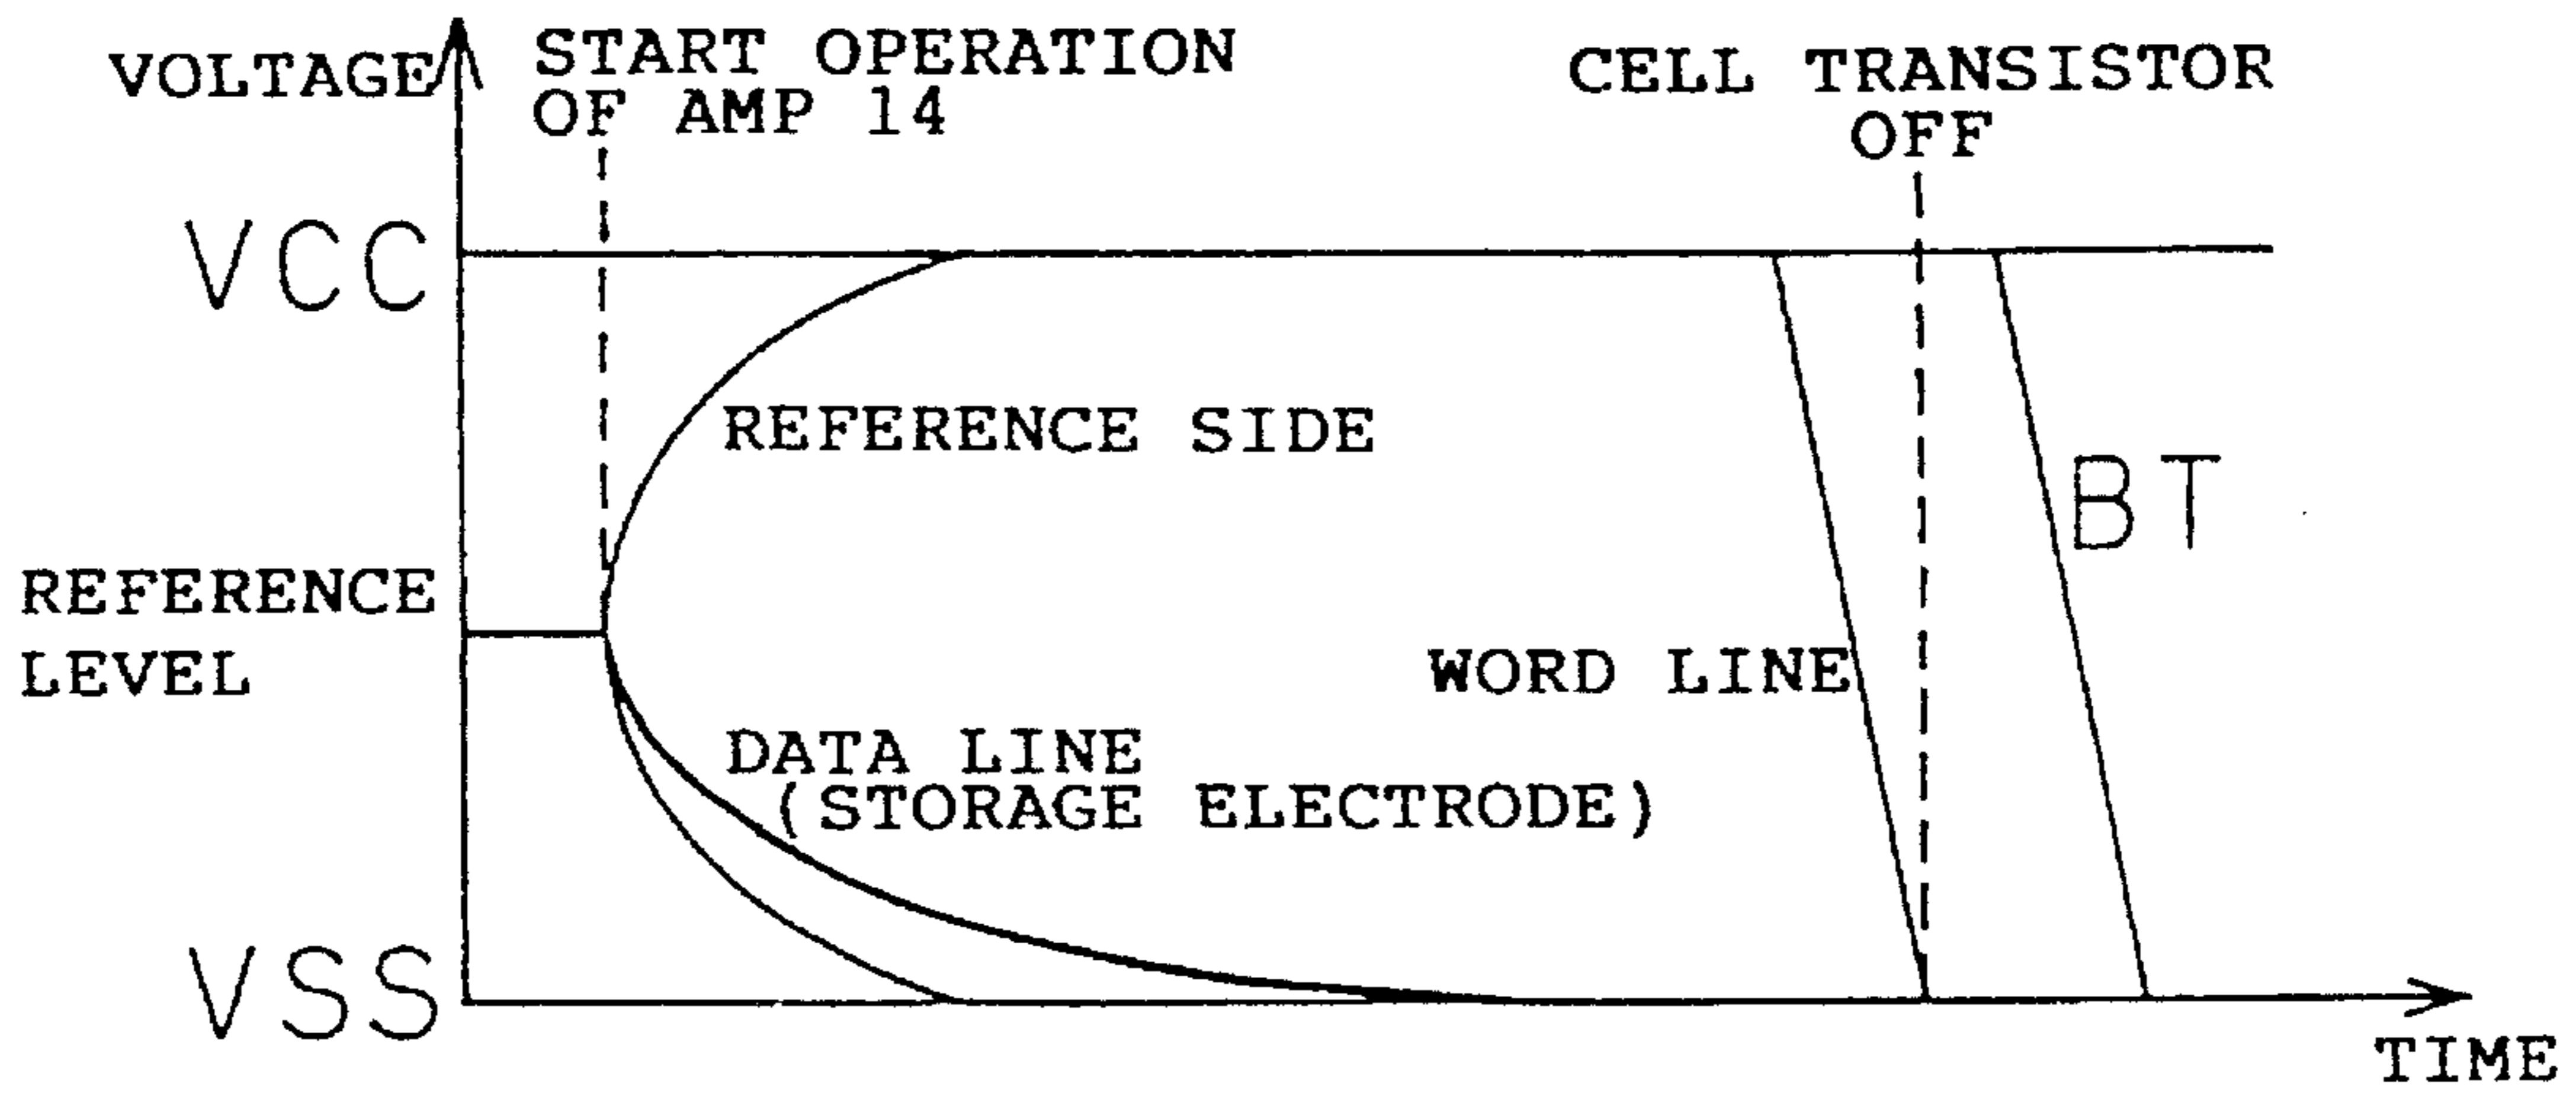 VOLTAGE
START OPERATION
OF AMP 14
CELL TRANSISTOR
OFF
VCC
REFERENCE SIDE
BT
REFERENCE
LEVEL
WORD LINE
DATA LINE
(STORAGE ELECTRODE)
VSS
TIME